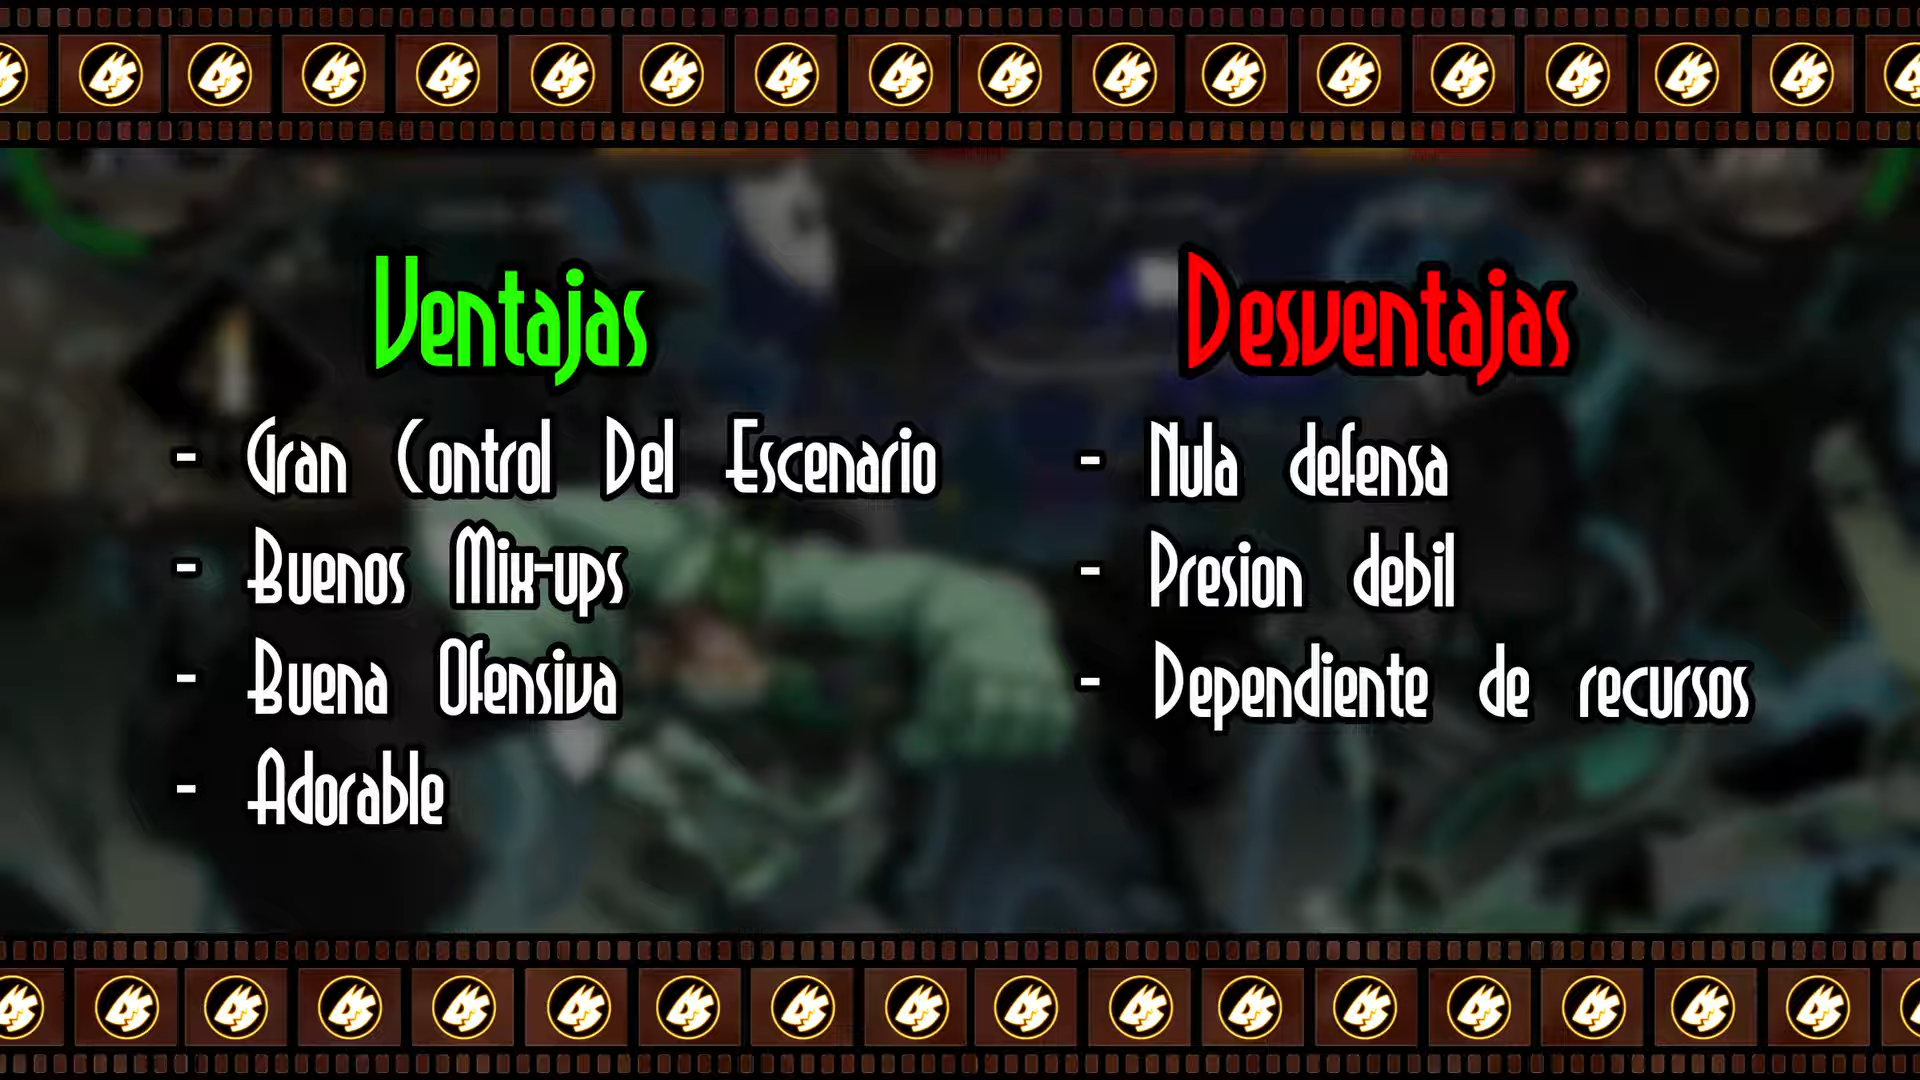 Ventajas
- Gran Control Del Escenario
- Buenos Mix-ups
- Buena Ofensiva
- Adorable
Desventajas
- Nula defensa
- Presion debil
- Dependiente de recursos